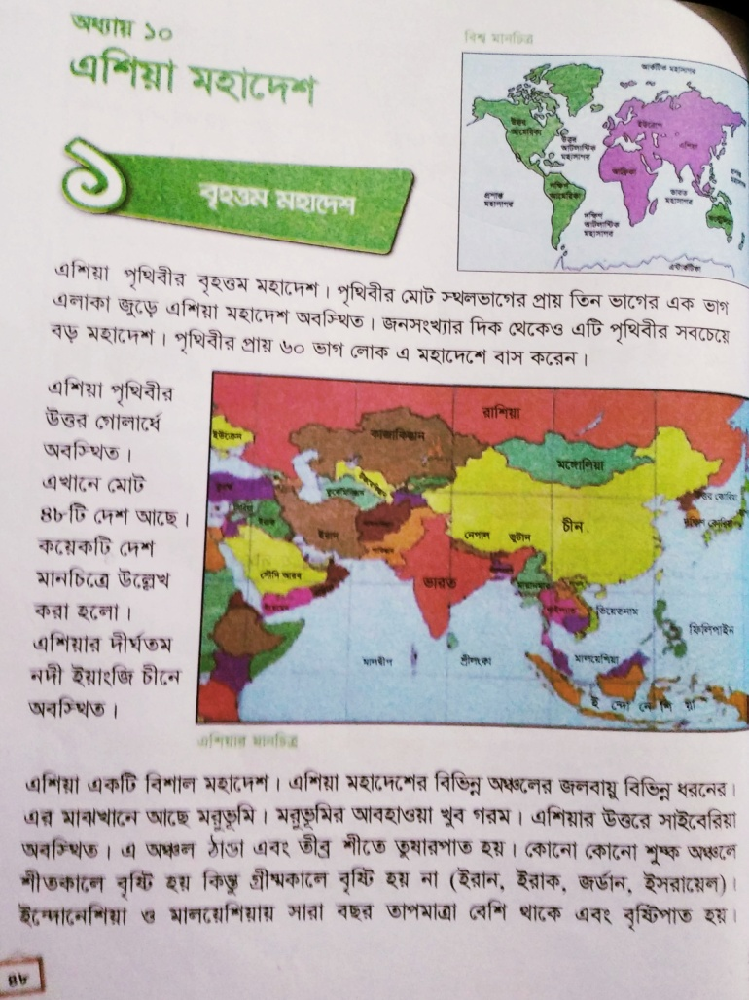 অধ্যায় ১০
এশিয়া মহাদেশ
১
বৃহত্তম মহাদেশ
বিশ্ব মানচিত্র
আর্কটিক মহাসাগর
উত্তর
আমেরিকা
ইউরোপ
এশিয়া
উত্তর
আটলান্টিক
মহাসাগর
আফ্রিকা
প্রশান্ত
মহাসাগর
দক্ষিণ
আমেরিকা
ভারত
মহাসাগর
দক্ষিণ
আটলান্টিক
মহাসাগর
এন্টার্কটিকা
এশিয়া পৃথিবীর বৃহত্তম মহাদেশ। পৃথিবীর মোট স্থলভাগের প্রায় তিন ভাগের এক ভাগ
এলাকা জুড়ে এশিয়া মহাদেশ অবস্থিত। জনসংখ্যার দিক থেকেও এটি পৃথিবীর সবচেয়ে
বড় মহাদেশ। পৃথিবীর প্রায় ৬০ ভাগ লোক এ মহাদেশে বাস করেন।
এশিয়া পৃথিবীর
উত্তর গোলার্ধে
অবস্থিত।
এখানে মোট
৪৮টি দেশ আছে।
কয়েকটি দেশ
মানচিত্রে উল্লেখ
করা হলো।
এশিয়ার দীর্ঘতম
নদী ইয়াংজি চীনে
অবস্থিত।
রাশিয়া
কাজাকিস্তান
ইউক্রেন
মঙ্গোলিয়া
উত্তর কোরিয়া
দক্ষিণ কোরিয়া
চীন
ইরাক
ইরান
নেপাল
ভূটান
সৌদি আরব
ভারত
মায়ানমার
ভিয়েতনাম
ফিলিপাইন
মালদ্বীপ
শ্রীলংকা
মালয়েশিয়া
ই ন্দো নে শি য়া
এশিয়ার মানচিত্র
এশিয়া একটি বিশাল মহাদেশ। এশিয়া মহাদেশের বিভিন্ন অঞ্চলের জলবায়ু বিভিন্ন ধরনের।
এর মাঝখানে আছে মরুভূমি। মরুভূমির আবহাওয়া খুব গরম। এশিয়ার উত্তরে সাইবেরিয়া
অবস্থিত। এ অঞ্চল ঠান্ডা এবং তীব্র শীতে তুষারপাত হয়। কোনো কোনো শুষ্ক অঞ্চলে
শীতকালে বৃষ্টি হয় কিন্তু গ্রীষ্মকালে বৃষ্টি হয় না (ইরান, ইরাক, জর্ডান, ইসরায়েল)।
ইন্দোনেশিয়া ও মালয়েশিয়ায় সারা বছর তাপমাত্রা বেশি থাকে এবং বৃষ্টিপাত হয়।
৪৮